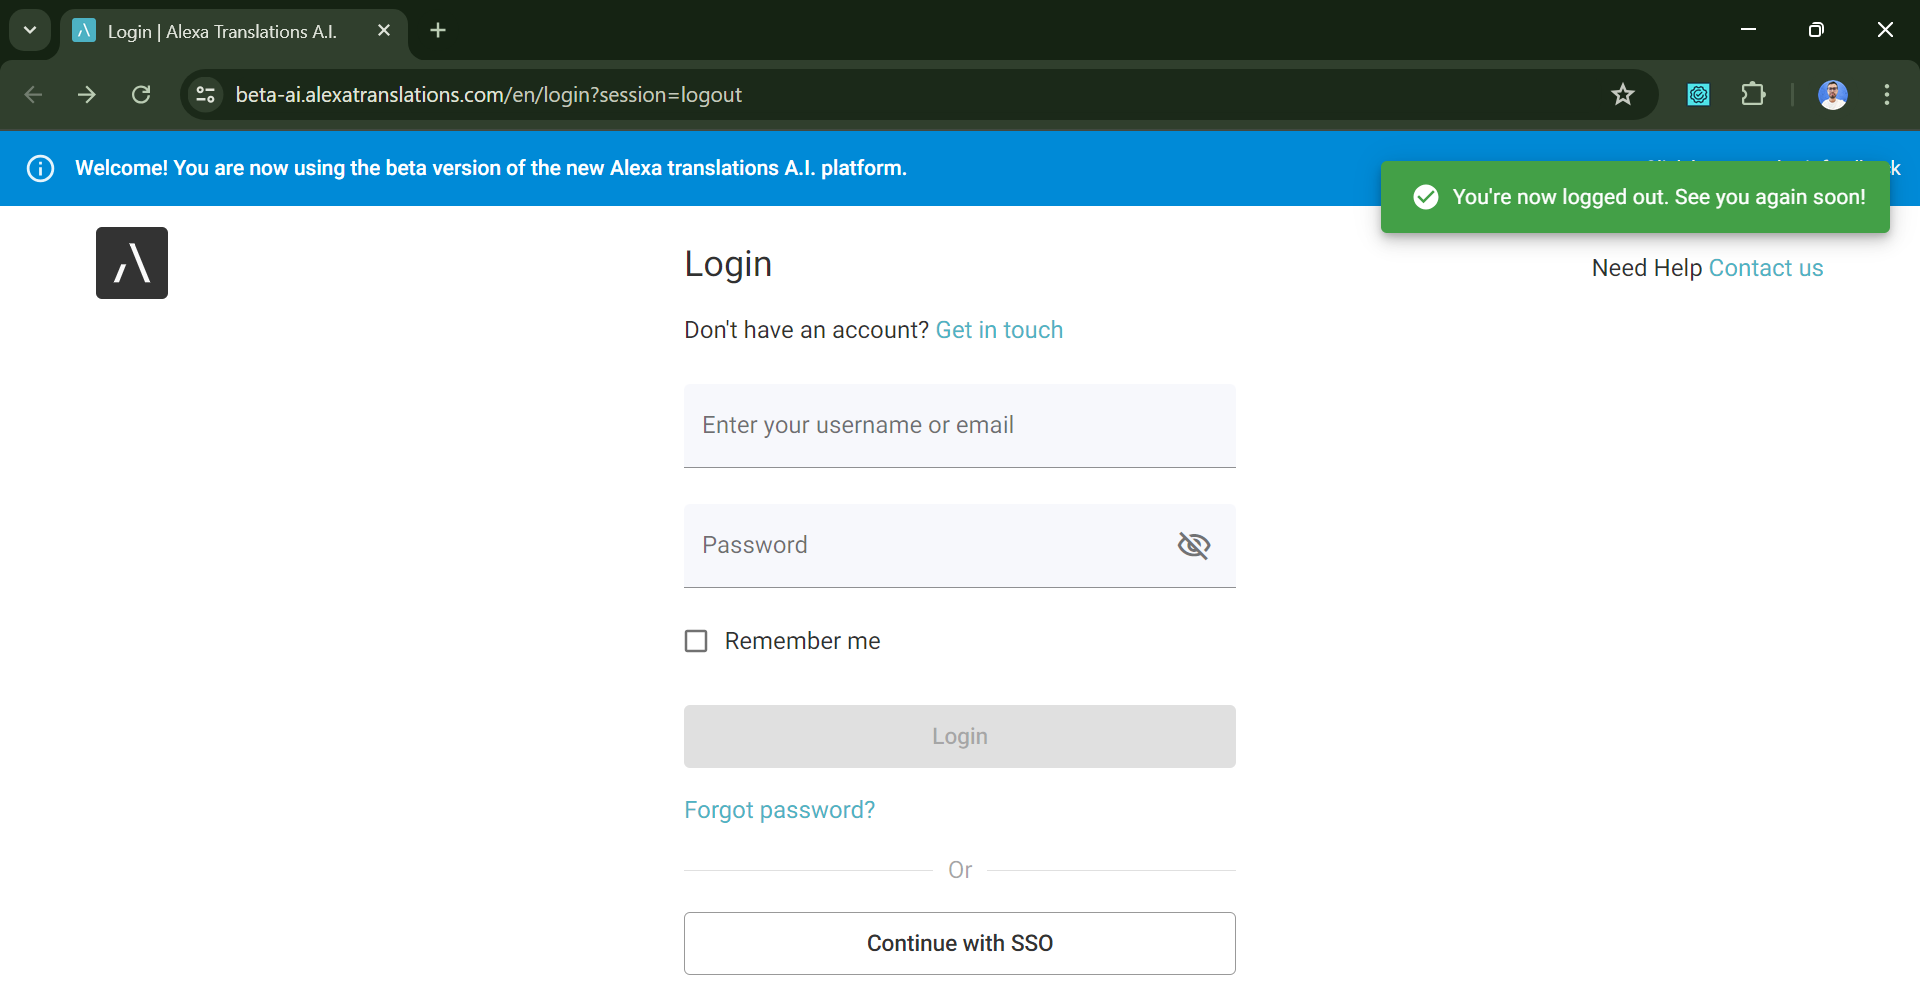 Login | Alexa Translations A.I.
beta-ai.alexatranslations.com/en/login?session=logout
Welcome! You are now using the beta version of the new Alexa translations A.I. platform.
You're now logged out. See you again soon!
Login
Need Help Contact us
Don't have an account? Get in touch
Enter your username or email
Password
Remember me
Login
Forgot password?
Or
Continue with SSO